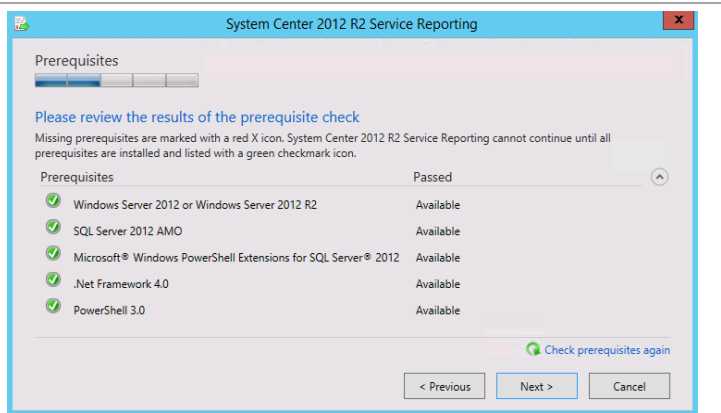 System Center 2012 R2 Service Reporting
x
Prerequisites
Please review the results of the prerequisite check
Missing prerequisites are marked with a red X icon. System Center 2012 R2 Service Reporting cannot continue until all
prerequisites are installed and listed with a green checkmark icon.
Prerequisites Passed
Windows Server 2012 or Windows Server 2012 R2 Available
SQL Server 2012 AMO Available
Microsoft® Windows PowerShell Extensions for SQL Server® 2012 Available
.Net Framework 4.0 Available
PowerShell 3.0 Available
Check prerequisites again
< Previous Next > Cancel